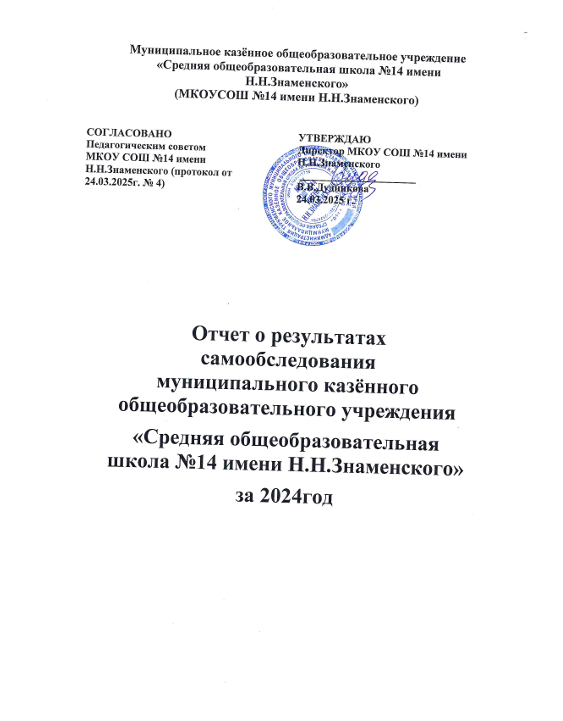 Муниципальное казённое общеобразовательное учреждение
«Средняя общеобразовательная школа №14 имени
Н.Н.Знаменского»
(МКОУСОШ №14 имени Н.Н.Знаменского)
СОГЛАСОВАНО
Педагогическим советом
МКОУ СОШ №14 имени
Н.Н.Знаменского (протокол от
24.03.2025г. № 4)
УТВЕРЖДАЮ
Директор МКОУ СОШ №14 имени
Н.Н.Знаменского
В.В.Дудникова
24.03.2025 г.
Отчет о результатах
самообследования
муниципального казённого
общеобразовательного учреждения
«Средняя общеобразовательная
школа №14 имени Н.Н.Знаменского»
за 2024год